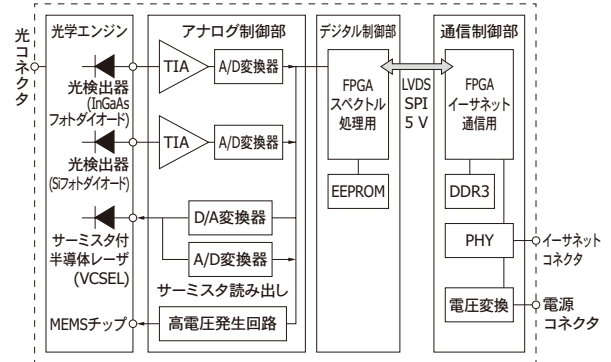 光コネクタ
光学エンジン
アナログ制御部
デジタル制御部
通信制御部
光検出器
(InGaAs
フォトダイオード)
TIA
A/D変換器
FPGA
スペクトル
処理用
LVDS
SPI
5 V
FPGA
イーサネット
通信用
光検出器
(Siフォトダイオード)
TIA
A/D変換器
EEPROM
DDR3
サーミスタ付
半導体レーザ
(VCSEL)
D/A変換器
A/D変換器
サーミスタ読み出し
PHY
イーサネット
コネクタ
MEMSチップ
高電圧発生回路
電圧変換
電源
コネクタ